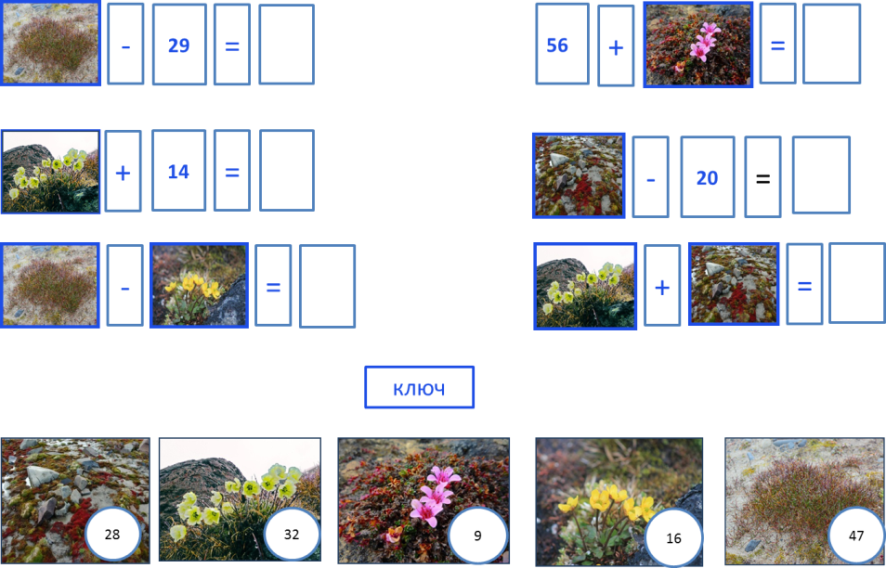 - 29 =
56 + =
+ 14 =
- 20 =
- =
+ =
ключ
28 32 9 16 47